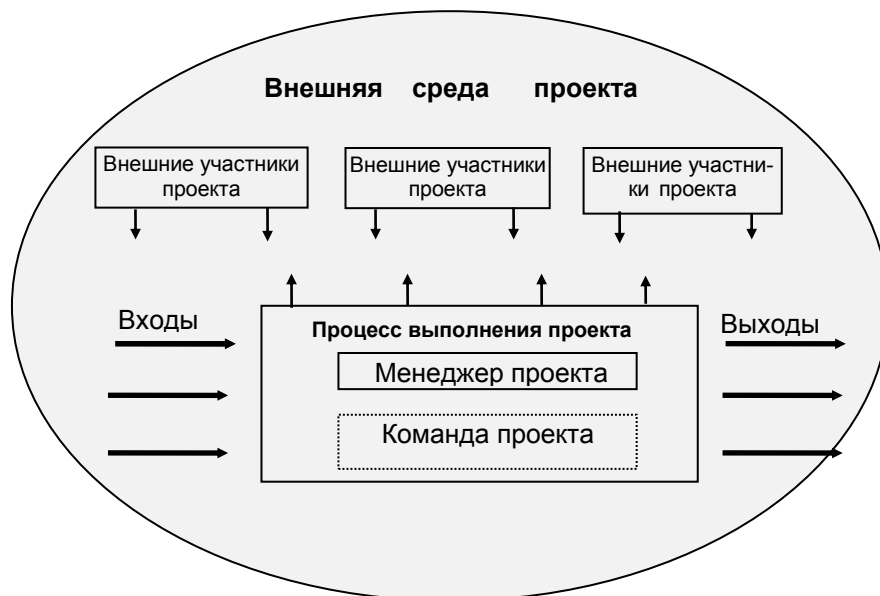 Внешняя среда проекта
Внешние участники
проекта
Внешние участники
проекта
Внешние участни-
ки проекта
Входы
Процесс выполнения проекта
Выходы
Менеджер проекта
Команда проекта